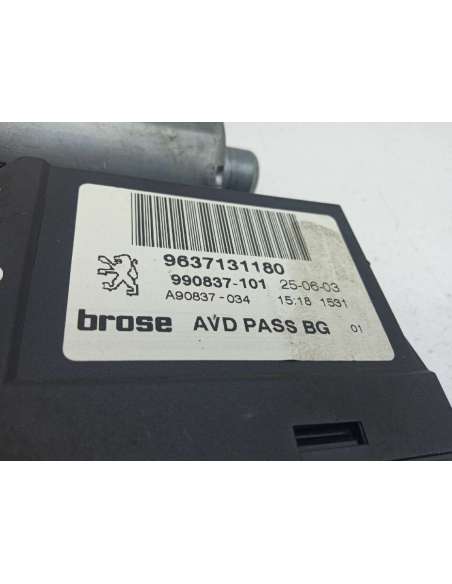 9637131180
990837-101 25-06-03
A90837-034 15:18 1531
brose AVD PASS BG 01